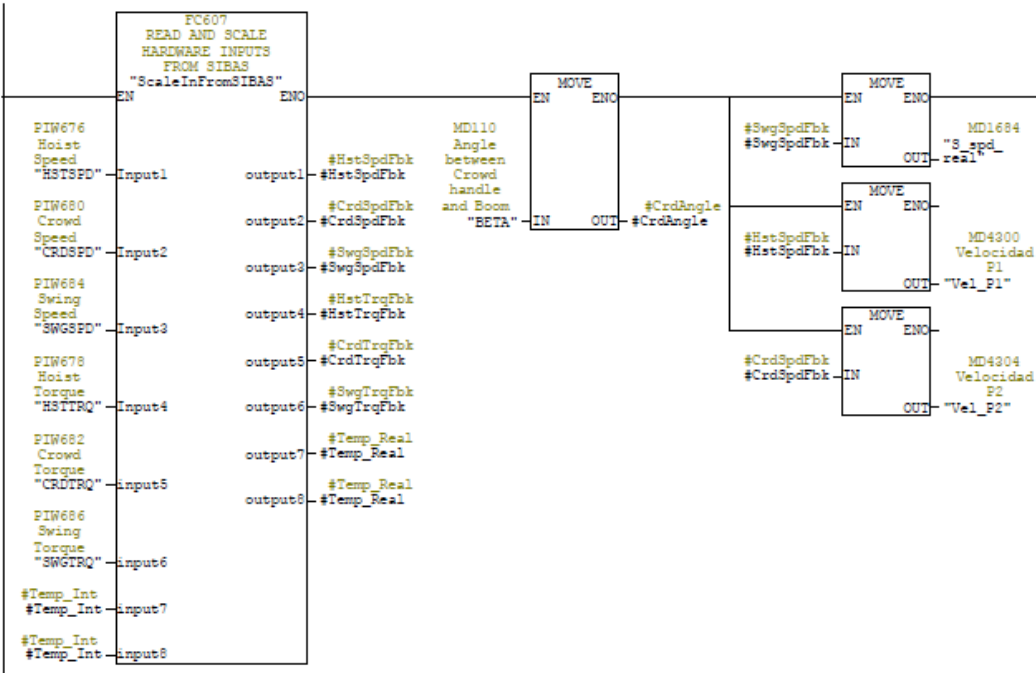 FC607
READ AND SCALE
HARDWARE INPUTS
FROM SIBAS
"ScaleInFromSIBAS"
EN ENO
PIW676
Hoist
Speed
"HSTSPD" Input1
PIW680
Crowd
Speed
"CRDSPD" Input2
PIW684
Swing
Speed
"SWGSPD" Input3
PIW678
Hoist
Torque
"HSTTRQ" Input4
PIW682
Crowd
Torque
"CRDTRQ" input5
PIW686
Swing
Torque
"SWGTRQ" input6
#Temp_Int
#Temp_Int input7
#Temp_Int
#Temp_Int input8
#HstSpdFbk
output1 #HstSpdFbk
#CrdSpdFbk
output2 #CrdSpdFbk
#SwgSpdFbk
output3 #SwgSpdFbk
#HstTrqFbk
output4 #HstTrqFbk
#CrdTrqFbk
output5 #CrdTrqFbk
#SwgTrqFbk
output6 #SwgTrqFbk
#Temp_Real
output7 #Temp_Real
#Temp_Real
output8 #Temp_Real
MOVE
EN ENO
MD110
Angle
between
Crowd
handle
and Boom
"BETA" IN
#CrdAngle
OUT #CrdAngle
MOVE
EN ENO
#SwgSpdFbk
#SwgSpdFbk IN
MD1684
"S_spd_
OUT real"
MOVE
EN ENO
#HstSpdFbk
#HstSpdFbk IN
MD4300
Velocidad
P1
OUT "Vel_P1"
MOVE
EN ENO
#CrdSpdFbk
#CrdSpdFbk IN
MD4304
Velocidad
P2
OUT "Vel_P2"